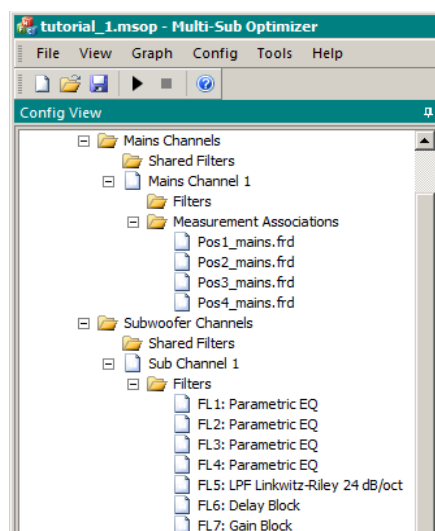 tutorial_1.msop - Multi-Sub Optimizer
File View Graph Config Tools Help
Config View
Mains Channels
Shared Filters
Mains Channel 1
Filters
Measurement Associations
Pos1_mains.frd
Pos2_mains.frd
Pos3_mains.frd
Pos4_mains.frd
Subwoofer Channels
Shared Filters
Sub Channel 1
Filters
FL1: Parametric EQ
FL2: Parametric EQ
FL3: Parametric EQ
FL4: Parametric EQ
FL5: LPF Linkwitz-Riley 24 dB/oct
FL6: Delay Block
FL7: Gain Block